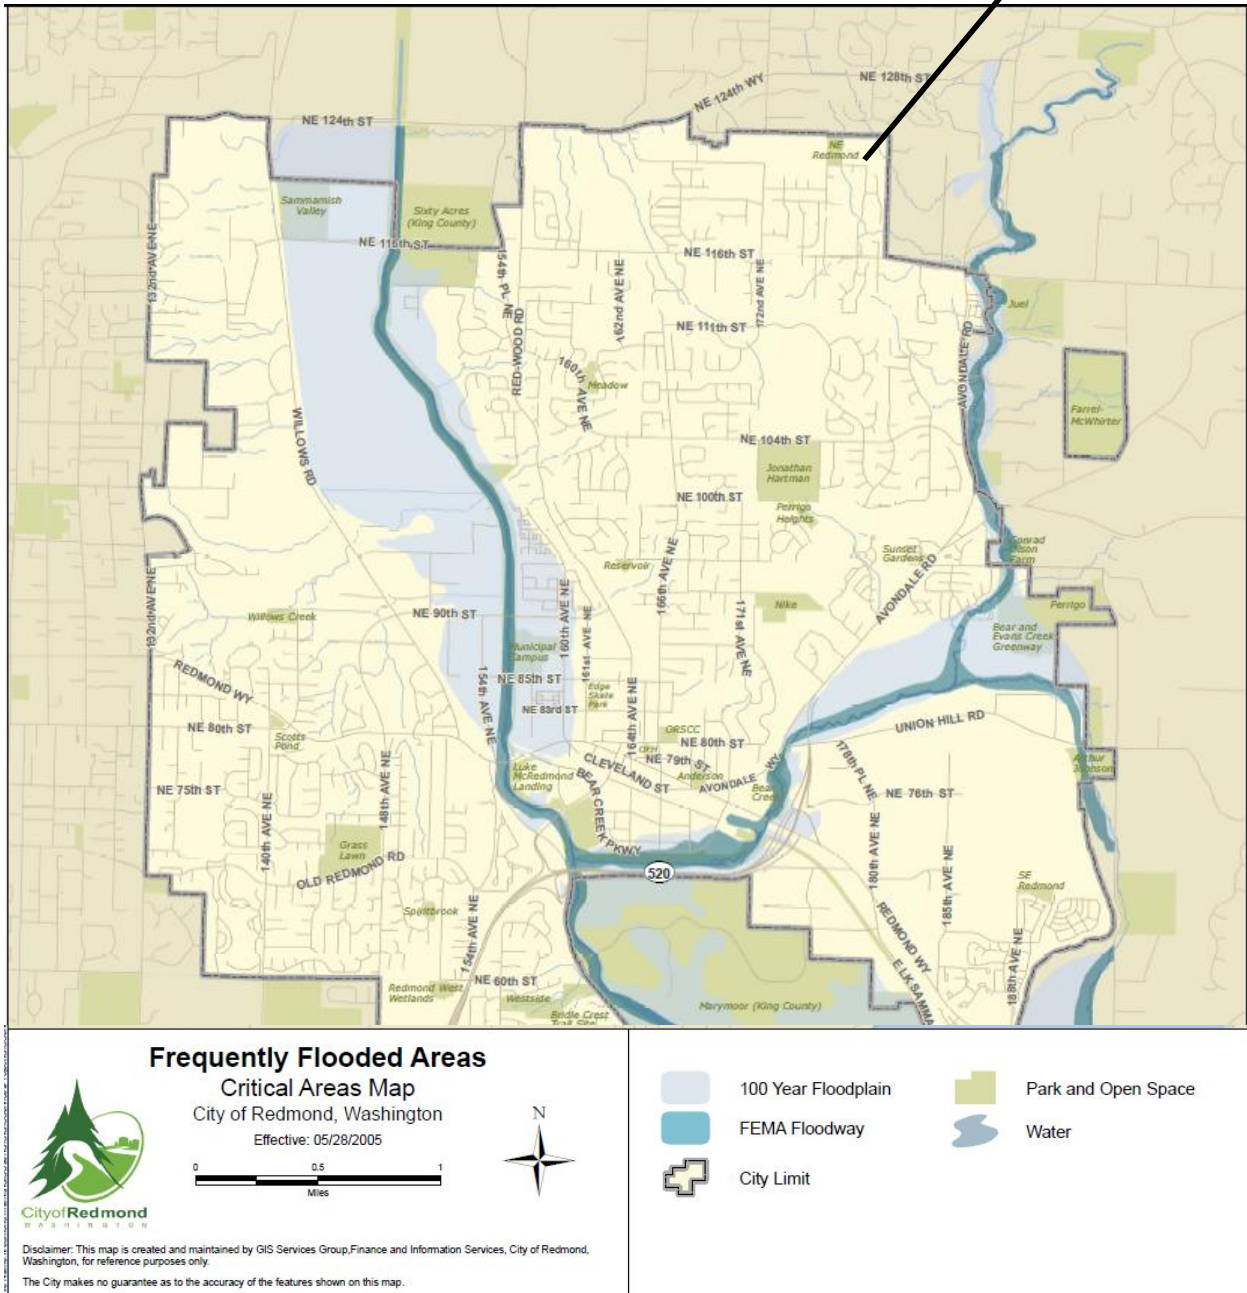 NE 128th ST
NE 124th WY
NE 124th ST
NE
Redmond
Sammamish
Valley
Sixty Acres
(King County)
NE 116th ST
NE 116th ST
132nd AVE NE
154th PL NE
172nd AVE NE
Juel
NE 111th ST
RED-WOOD RD
AVONDALE RD
160th AVE NE
Meadow
Farrel-
McWhirter
WILLOWS RD
NE 104th ST
Jonathan
Hartman
NE 100th ST
Perrigo
Heights
Sunset
Gardens
Reservoir
166th AVE NE
AVONDALE RD
132nd AVE NE
Willows Creek
NE 90th ST
160th AVE NE
161st AVE NE
Nike
171st AVE NE
Perrigo
Bear and
Evans Creek
Greenway
Municipal
Campus
REDMOND WY
154th AVE NE
NE 85th ST
Edge
Skate
Park
NE 83rd ST
164th AVE NE
NE 80th ST
Scotts
Pond
ORSCC
NE 80th ST
UNION HILL RD
NE 79th ST
CLEVELAND ST
Anderson
AVONDALE WY
Bear
Creek
178th PL NE
Arthur
Johnson
Luke
McRedmond
Landing
BEAR CREEK PKWY
NE 75th ST
NE 76th ST
140th AVE NE
148th AVE NE
Grass
Lawn
OLD REDMOND RD
520
180th AVE NE
185th AVE NE
SE
Redmond
Spiritbrook
154th AVE NE
REDMOND WY
188th AVE NE
NE 60th ST
Redmond West
Wetlands
Westside
Marymoor (King County)
E LK SAMMA
Bridle Crest
Frequently Flooded Areas
Critical Areas Map
City of Redmond, Washington
Effective: 05/28/2005
0 0.5 1
Miles
N
CityofRedmond
WASHINGTON
100 Year Floodplain
FEMA Floodway
City Limit
Park and Open Space
Water
Disclaimer: This map is created and maintained by GIS Services Group,Finance and Information Services, City of Redmond,
Washington, for reference purposes only.
The City makes no guarantee as to the accuracy of the features shown on this map.